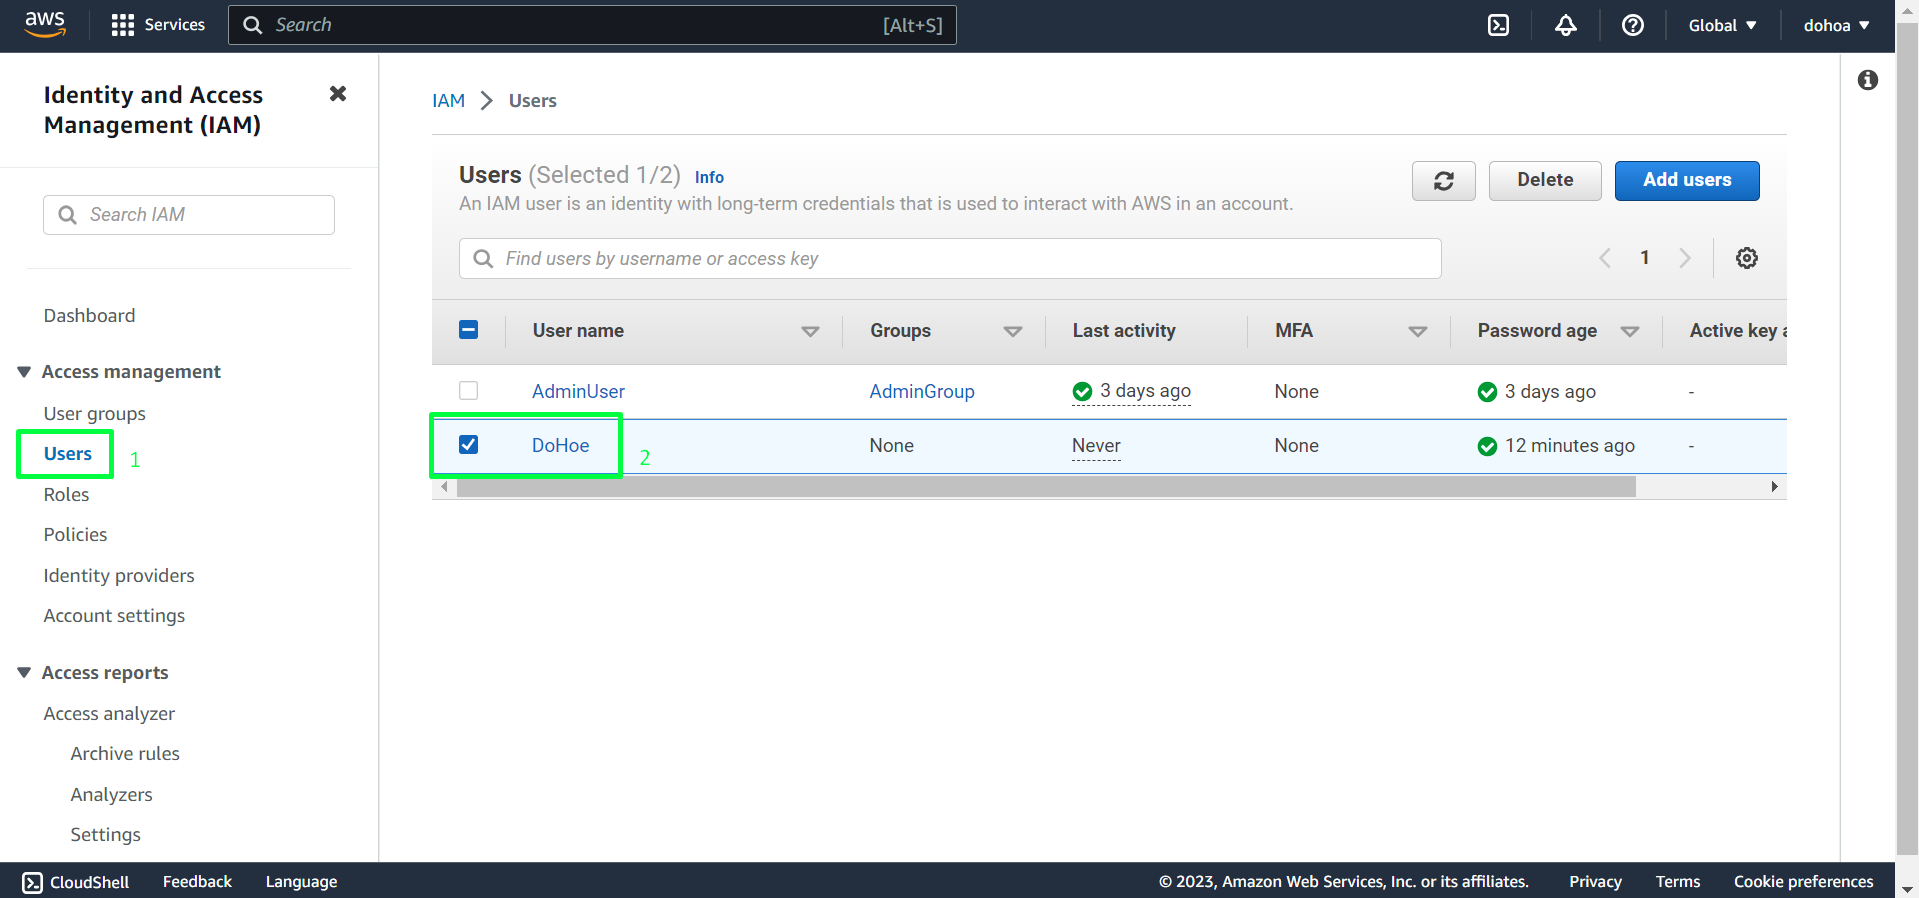 aws
Services
Search [Alt+S]
Global
dohoa
Identity and Access
Management (IAM)
Search IAM
Dashboard
Access management
User groups
Users 1
Roles
Policies
Identity providers
Account settings
Access reports
Access analyzer
Archive rules
Analyzers
Settings
IAM > Users
Users (Selected 1/2) Info
An IAM user is an identity with long-term credentials that is used to interact with AWS in an account.
Delete
Add users
Find users by username or access key
1
User name Groups Last activity MFA Password age Active key a
AdminUser AdminGroup 3 days ago None 3 days ago -
DoHoe 2 None Never None 12 minutes ago -
CloudShell Feedback Language © 2023, Amazon Web Services, Inc. or its affiliates. Privacy Terms Cookie preferences